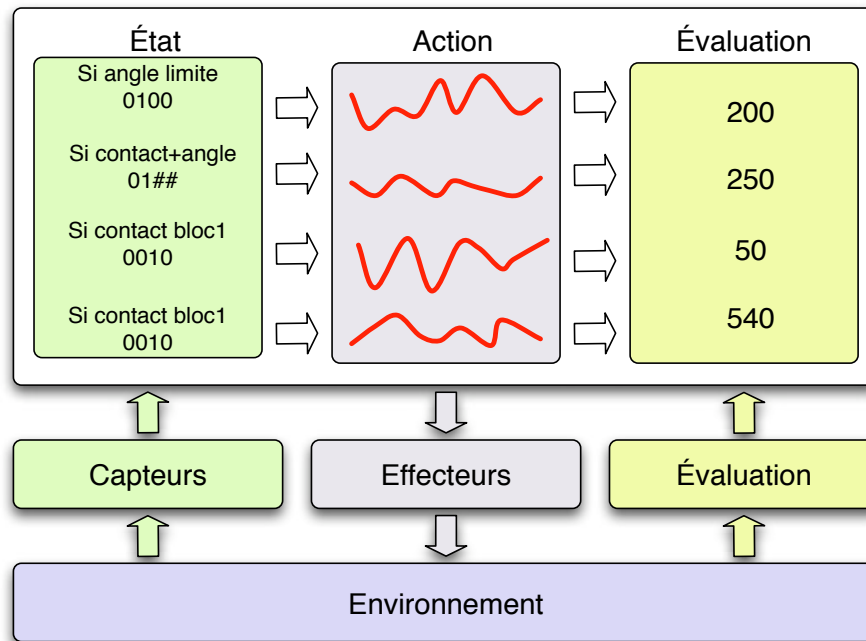 État
Action
Évaluation
Si angle limite
0100
200
Si contact+angle
01##
250
Si contact bloc1
0010
50
Si contact bloc1
0010
540
Capteurs
Effecteurs
Évaluation
Environnement